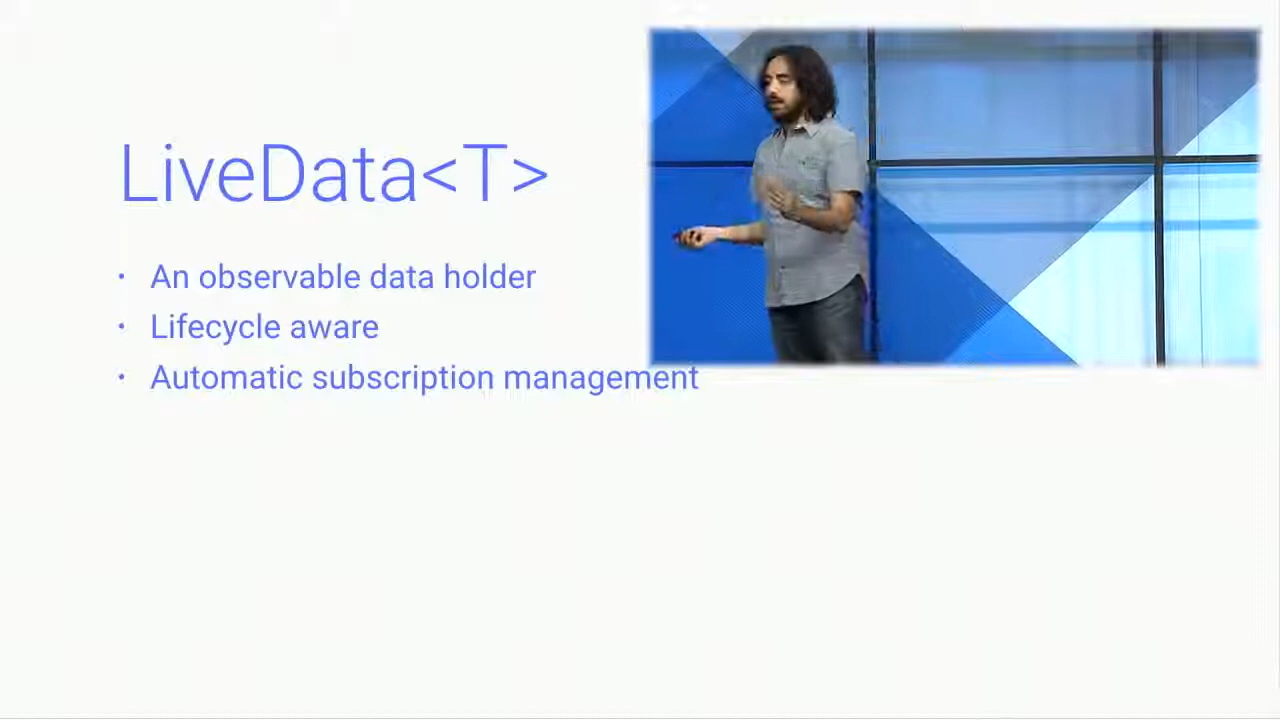 LiveData<T>
· An observable data holder
· Lifecycle aware
· Automatic subscription management